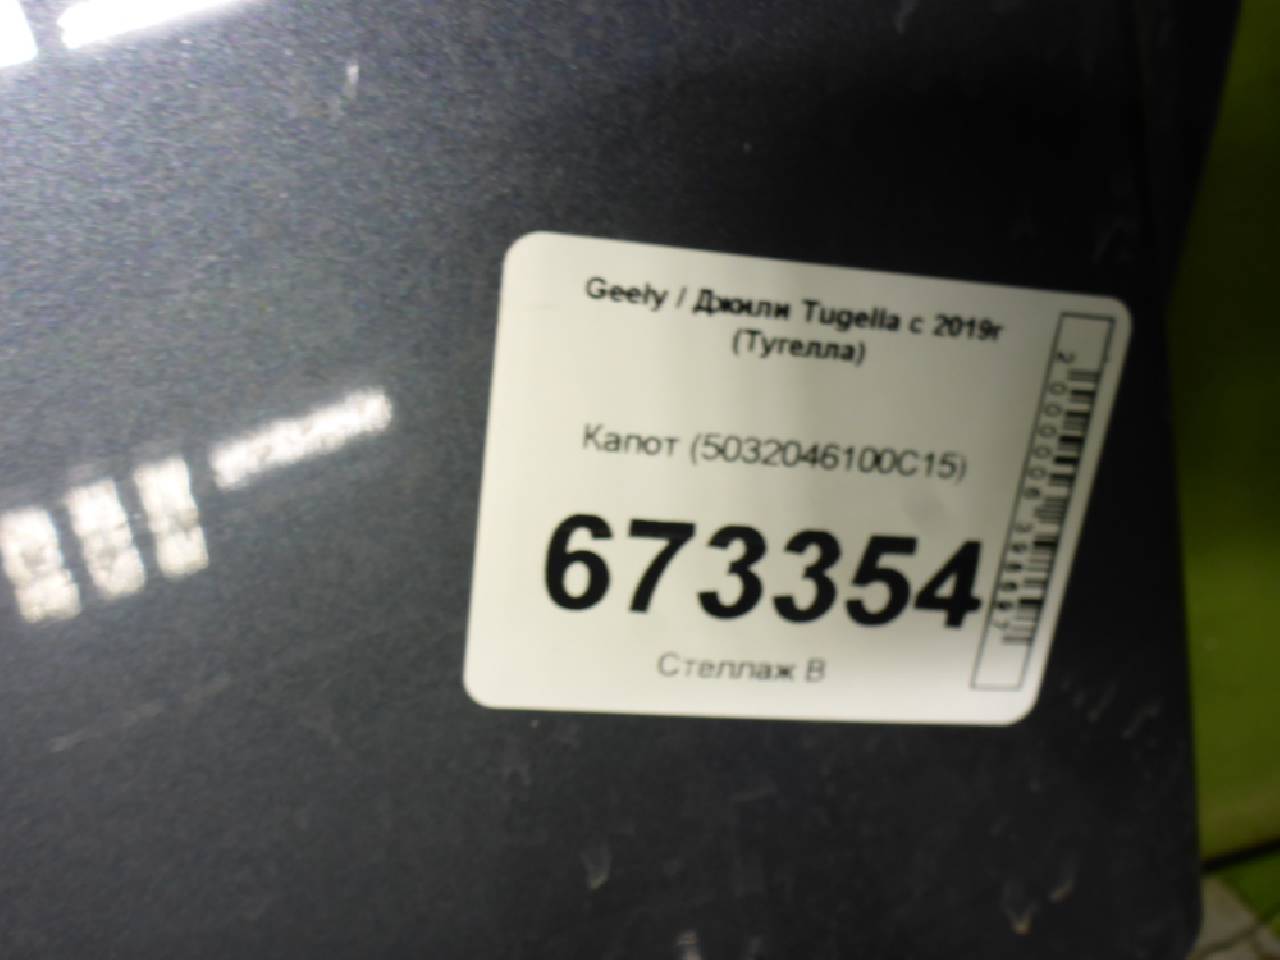 Geely / Джили Tugella с 2019г
(Тугелла)
Капот (5032046100C15)
673354
Стеллаж В